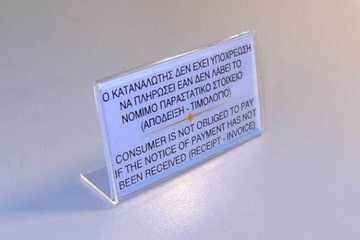 Ο ΚΑΤΑΝΑΛΩΤΗΣ ΔΕΝ ΕΧΕΙ ΥΠΟΧΡΕΩΣΗ
ΝΑ ΠΛΗΡΩΣΕΙ ΕΑΝ ΔΕΝ ΛΑΒΕΙ ΤΟ
ΝΟΜΙΜΟ ΠΑΡΑΣΤΑΤΙΚΟ ΣΤΟΙΧΕΙΟ
(ΑΠΟΔΕΙΞΗ - ΤΙΜΟΛΟΓΙΟ)
CONSUMER IS NOT OBLIGED TO PAY
IF THE NOTICE OF PAYMENT HAS NOT
BEEN RECEIVED (RECEIPT - INVOICE)